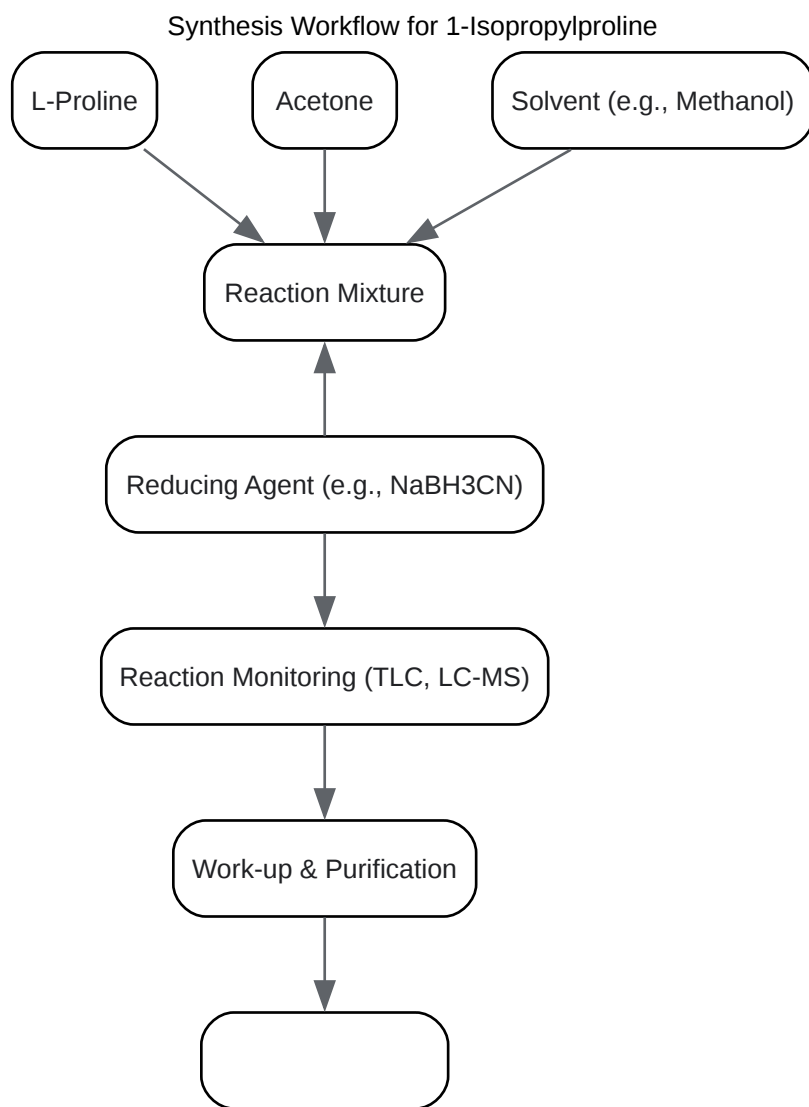 Synthesis Workflow for 1-Isopropylproline
L-Proline
Acetone
Solvent (e.g., Methanol)
Reaction Mixture
Reducing Agent (e.g., NaBH3CN)
Reaction Monitoring (TLC, LC-MS)
Work-up & Purification